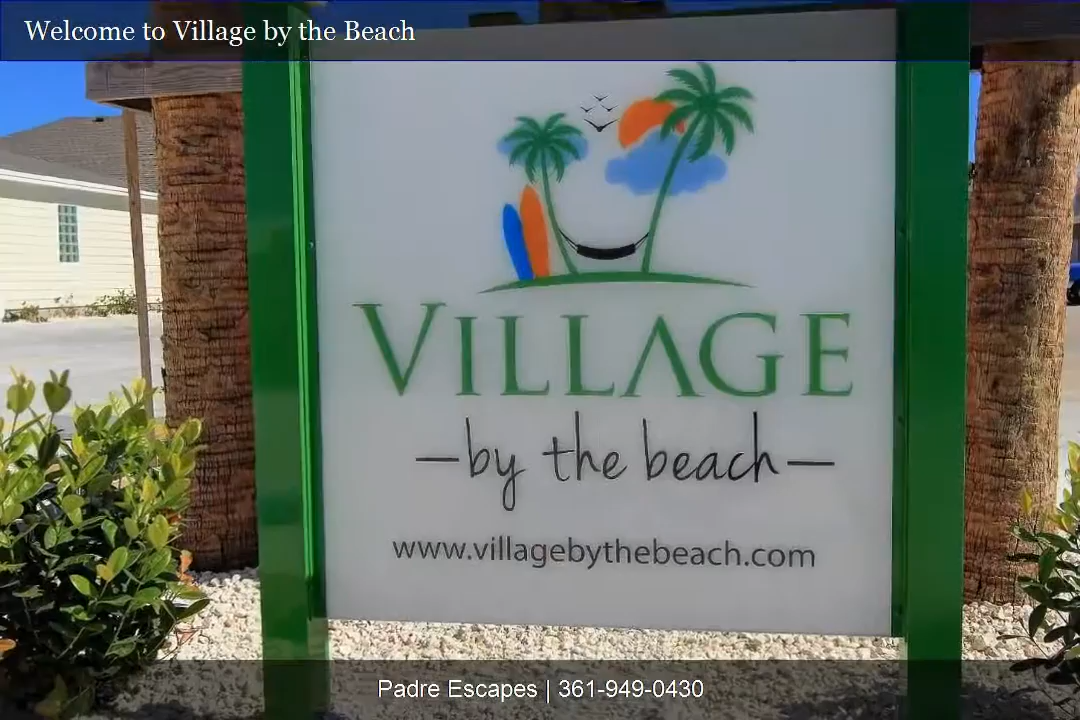 Welcome to Village by the Beach
VILLAGE
—by the beach—
www.villagebythebeach.com
Padre Escapes | 361-949-0430